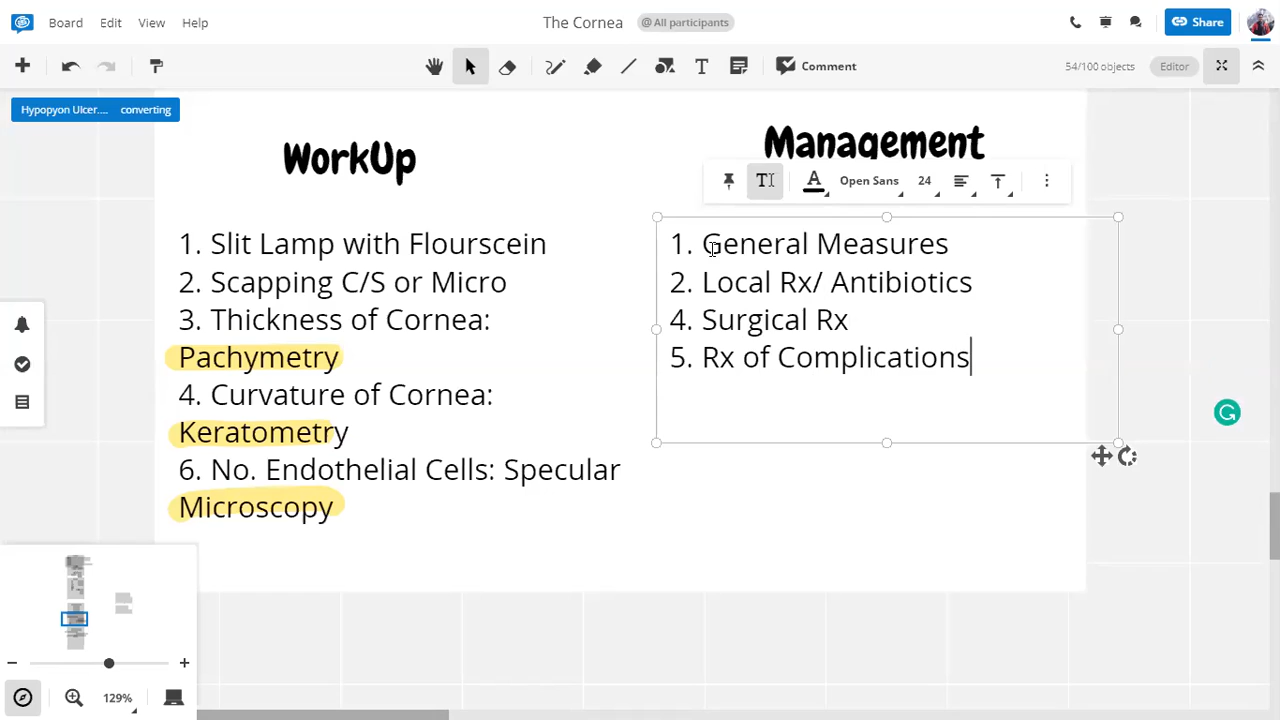 Board Edit View Help
The Cornea
@ All participants
Share
Comment
54/100 objects
Editor
Hypopyon Ulcer.... converting
WorkUp
Management
Open Sans
24
1. Slit Lamp with Flourscein
2. Scapping C/S or Micro
3. Thickness of Cornea:
Pachymetry
4. Curvature of Cornea:
Keratometry
6. No. Endothelial Cells: Specular
Microscopy
1. General Measures
2. Local Rx/ Antibiotics
4. Surgical Rx
5. Rx of Complications
129%